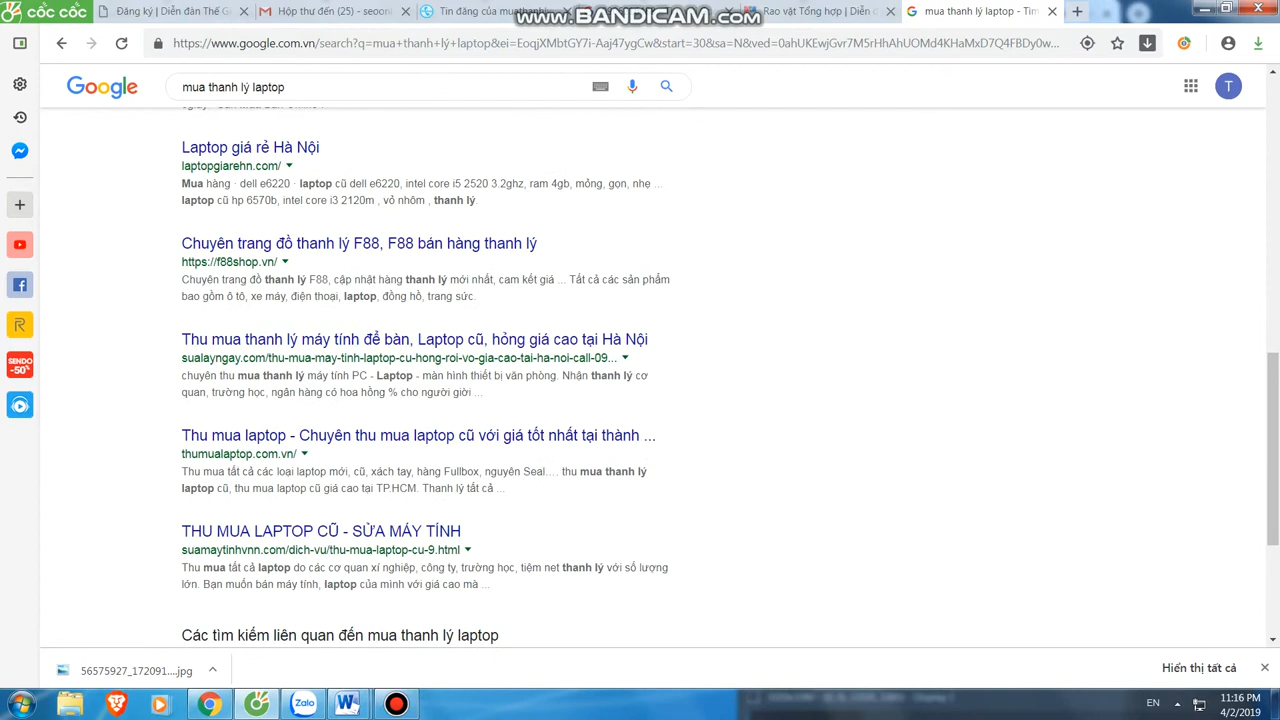 cốc cốc
Đăng ký | Diễn đàn Thế G
Hộp thư đến (25) - seooni
Tin đăng của muathanhl
Rao vặt Tổng hợp | Diễn c
mua thanh lý laptop - Tìm
www.BANDICAM.com
https://www.google.com.vn/search?q=mua+thanh+lý+laptop&ei=EoqjXMbtGY7i-Aaj47ygCw&start=30&sa=N&ved=0ahUKEwjGvr7M5rHhAhUOMd4KHaMxD7Q4FBDy0w...
Google
mua thanh lý laptop
T
Laptop giá rẻ Hà Nội
laptopgiarehn.com/
Mua hàng · dell e6220 · laptop cũ dell e6220, intel core i5 2520 3.2ghz, ram 4gb, mỏng, gọn, nhẹ ...
laptop cũ hp 6570b, intel core i3 2120m , vỏ nhôm , thanh lý.
Chuyên trang đồ thanh lý F88, F88 bán hàng thanh lý
https://f88shop.vn/
Chuyên trang đồ thanh lý F88, cập nhật hàng thanh lý mới nhất, cam kết giá ... Tất cả các sản phẩm
bao gồm ô tô, xe máy, điện thoại, laptop, đồng hồ, trang sức.
SENDO
-50%
Thu mua thanh lý máy tính để bàn, Laptop cũ, hỏng giá cao tại Hà Nội
sualayngay.com/thu-mua-may-tinh-laptop-cu-hong-roi-vo-gia-cao-tai-ha-noi-call-09...
chuyên thu mua thanh lý máy tính PC - Laptop - màn hình thiết bị văn phòng. Nhận thanh lý cơ
quan, trường học, ngân hàng có hoa hồng % cho người giới ...
Thu mua laptop - Chuyên thu mua laptop cũ với giá tốt nhất tại thành ...
thumualaptop.com.vn/
Thu mua tất cả các loại laptop mới, cũ, xách tay, hàng Fullbox, nguyên Seal.... thu mua thanh lý
laptop cũ, thu mua laptop cũ giá cao tại TP.HCM. Thanh lý tất cả ...
THU MUA LAPTOP CŨ - SỬA MÁY TÍNH
suamaytinhvnn.com/dich-vu/thu-mua-laptop-cu-9.html
Thu mua tất cả laptop do các cơ quan xí nghiệp, công ty, trường học, tiệm net thanh lý với số lượng
lớn. Bạn muốn bán máy tính, laptop của mình với giá cao mà ...
Các tìm kiếm liên quan đến mua thanh lý laptop
56575927_172091....jpg
Hiển thị tất cả
Zalo
EN
11:16 PM
4/2/2019